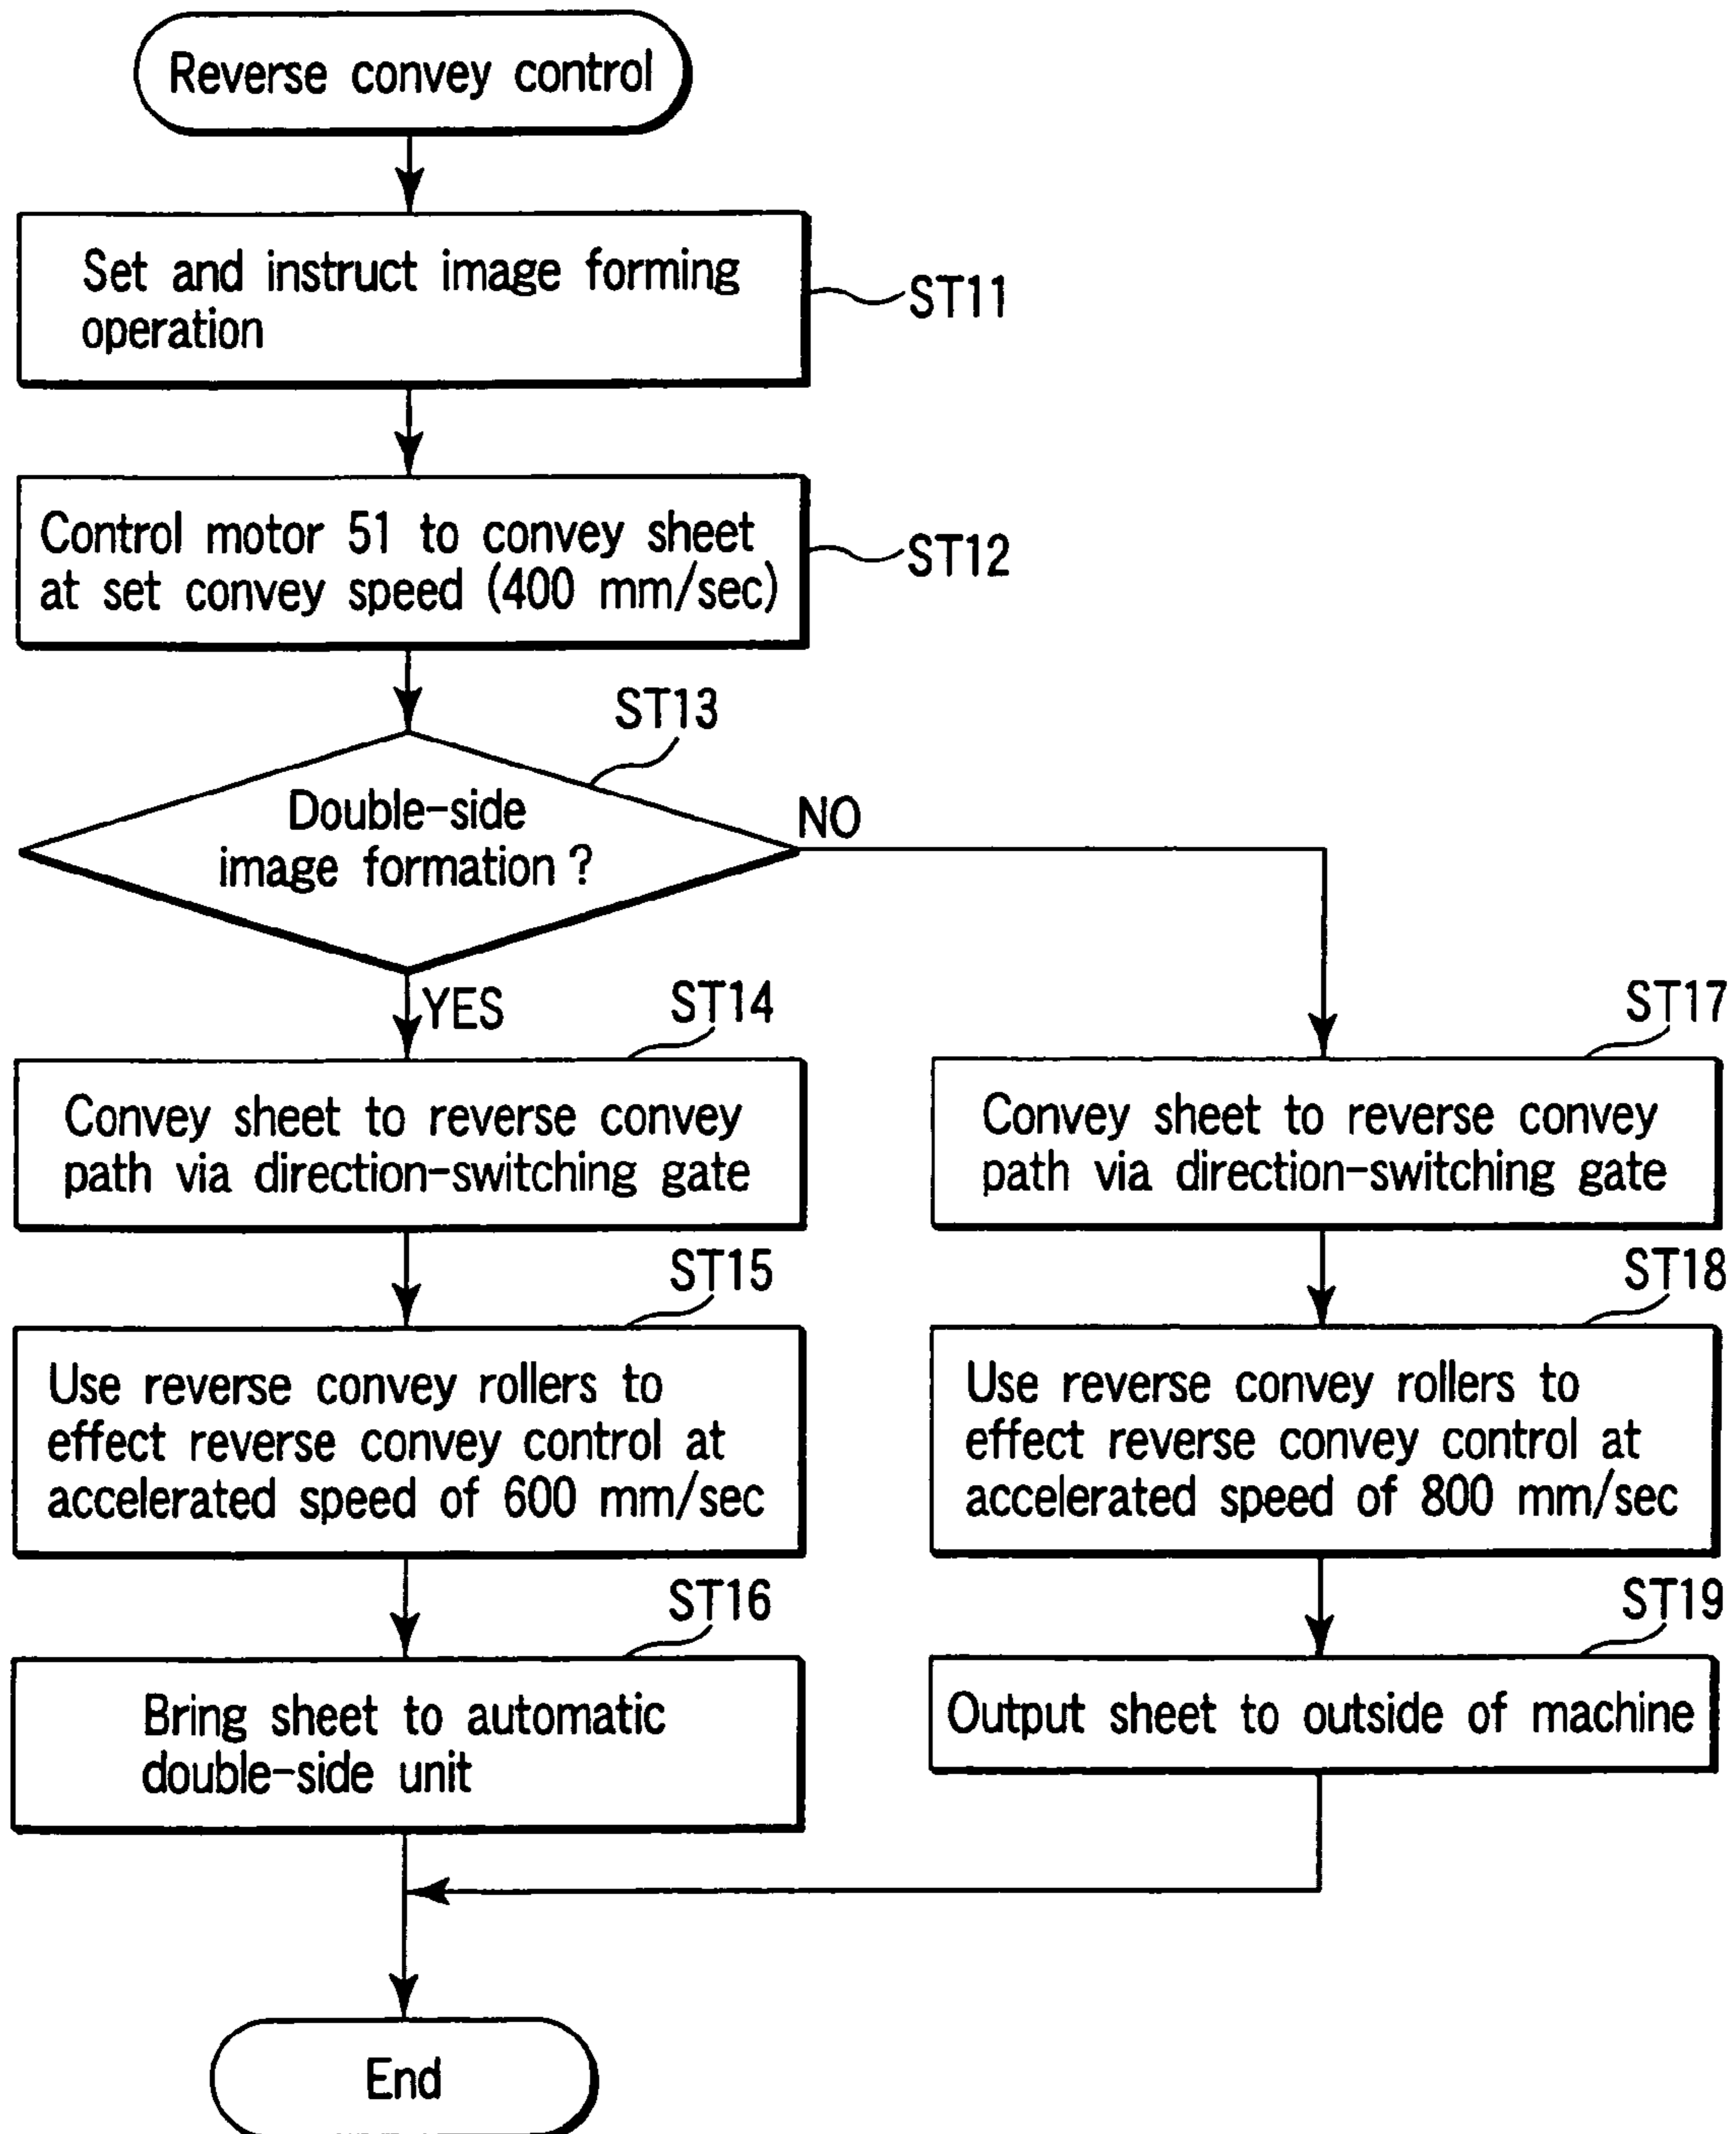 Reverse convey control
Set and instruct image forming
operation
ST11
Control motor 51 to convey sheet
at set convey speed (400 mm/sec)
ST12
ST13
Double-side
image formation ?
NO
YES
ST14
Convey sheet to reverse convey
path via direction-switching gate
ST15
Use reverse convey rollers to
effect reverse convey control at
accelerated speed of 600 mm/sec
ST16
Bring sheet to automatic
double-side unit
ST17
Convey sheet to reverse convey
path via direction-switching gate
ST18
Use reverse convey rollers to
effect reverse convey control at
accelerated speed of 800 mm/sec
ST19
Output sheet to outside of machine
End